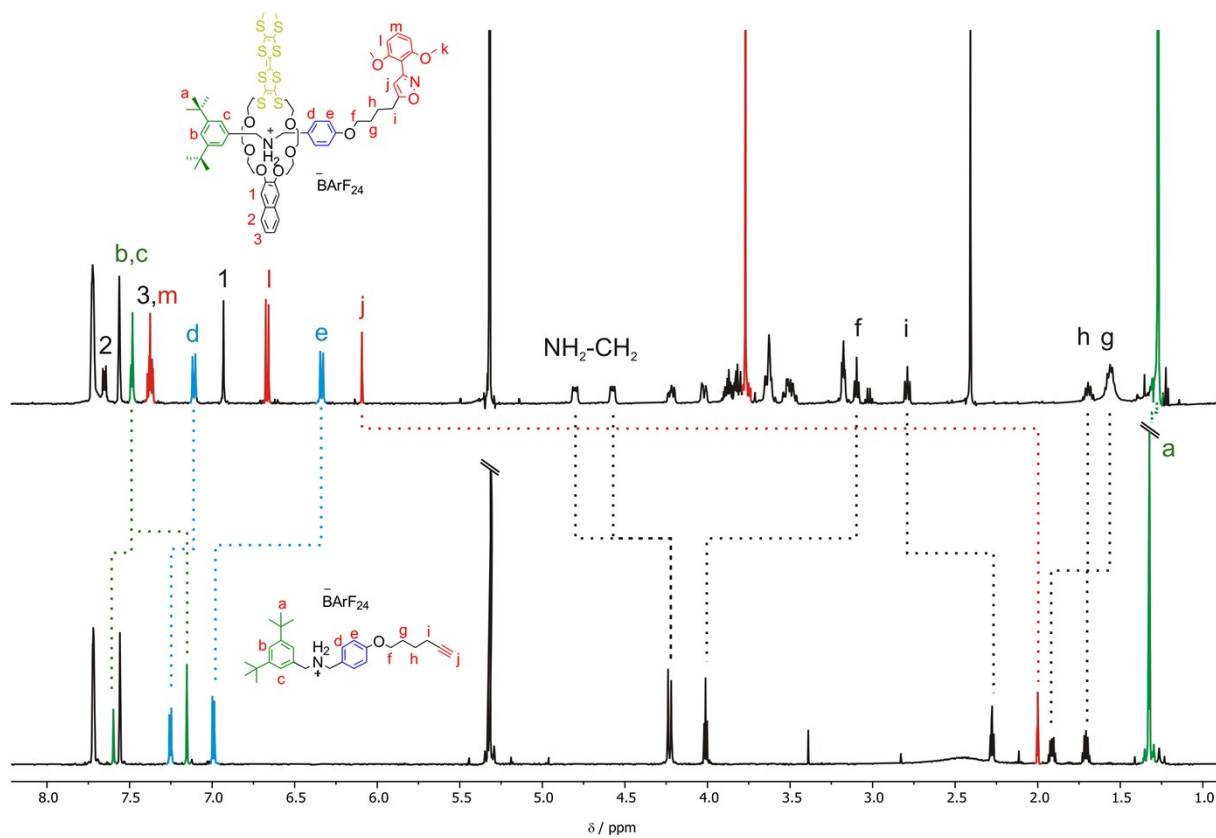 S S
S S
S S
S S
S S
a
b
c
N
H₂
+
O
O
O
O
O
O
d
e
O
f
g
h
i
j
N
O
l
m
O
O
k
1
2
3
−
BArF₂₄
2
b,c
3,m
d
1
l
e
j
NH₂-CH₂
f
i
h
g
a
−
BArF₂₄
a
b
c
H₂
N
+
d
e
O
f
g
h
i
j
8.0 7.5 7.0 6.5 6.0 5.5 5.0 4.5 4.0 3.5 3.0 2.5 2.0 1.5 1.0
δ / ppm